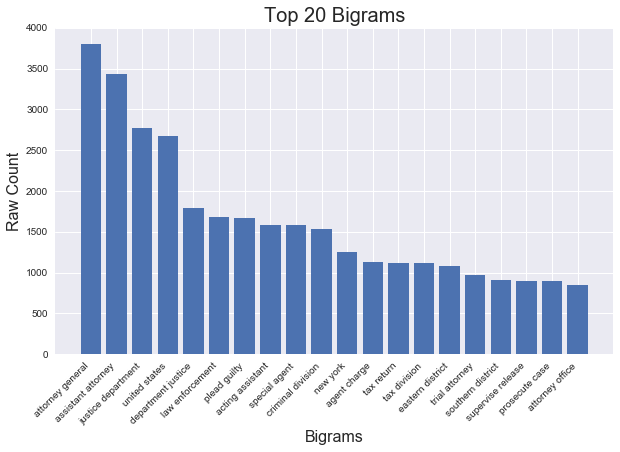 Top 20 Bigrams
Raw Count
4000
3500
3000
2500
2000
1500
1000
500
0
attorney general
assistant attorney
justice department
united states
department justice
law enforcement
plead guilty
acting assistant
special agent
criminal division
new york
agent charge
tax return
tax division
eastern district
trial attorney
southern district
supervise release
prosecute case
attorney office
Bigrams